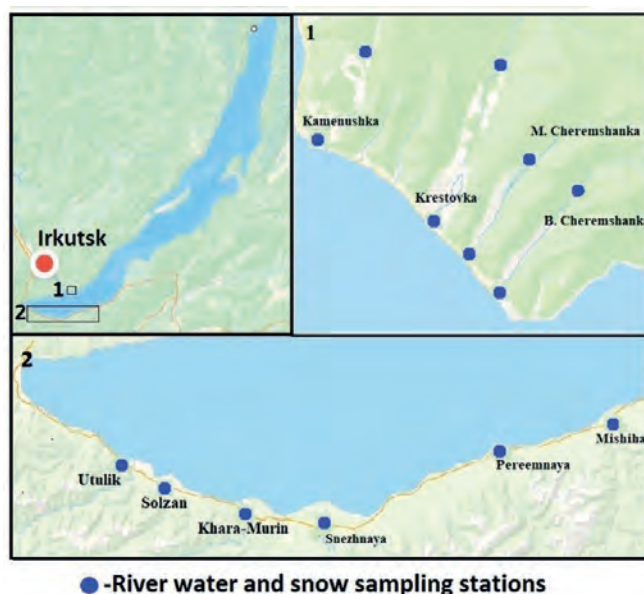 Irkutsk
1
2
1
Kamenushka
M. Cheremshanka
Krestovka
B. Cheremshanka
2
Mishiha
Pereemnaya
Utulik
Solzan
Khara-Murin
Snezhnaya
-River water and snow sampling stations